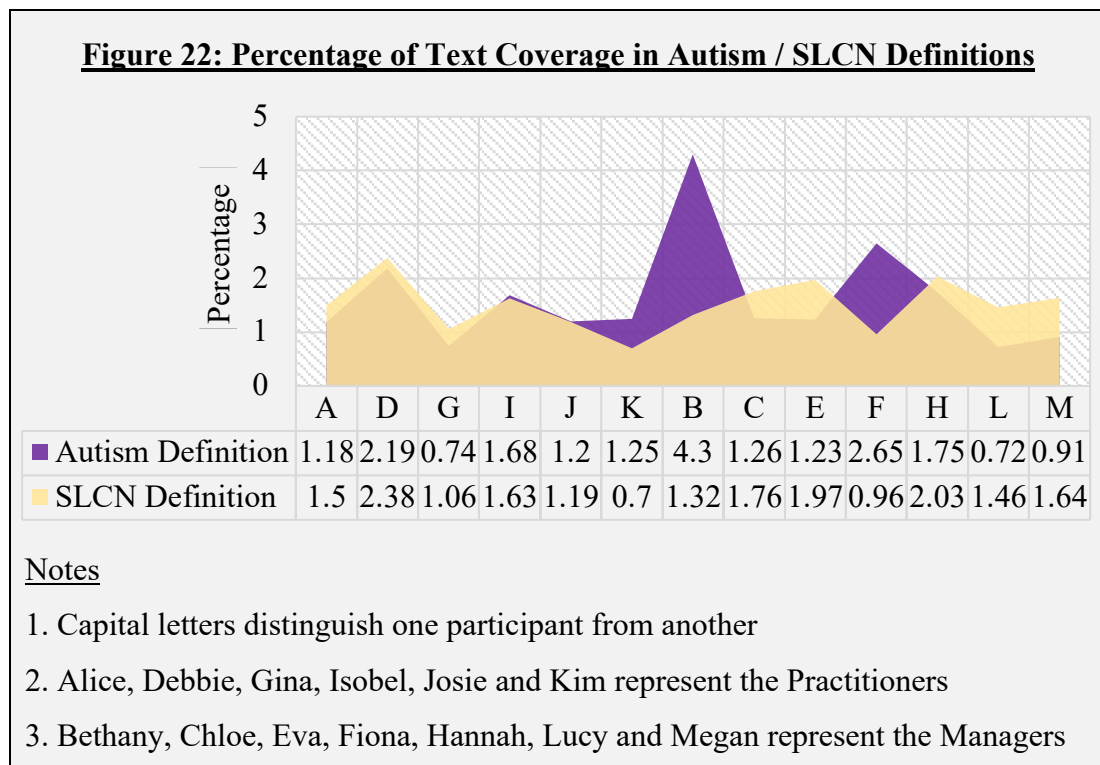 Figure 22: Percentage of Text Coverage in Autism / SLCN Definitions
5
4
3
2
1
0
Percentage
A D G I J K B C E F H L M
Autism Definition 1.18 2.19 0.74 1.68 1.2 1.25 4.3 1.26 1.23 2.65 1.75 0.72 0.91
SLCN Definition 1.5 2.38 1.06 1.63 1.19 0.7 1.32 1.76 1.97 0.96 2.03 1.46 1.64
Notes
1. Capital letters distinguish one participant from another
2. Alice, Debbie, Gina, Isobel, Josie and Kim represent the Practitioners
3. Bethany, Chloe, Eva, Fiona, Hannah, Lucy and Megan represent the Managers